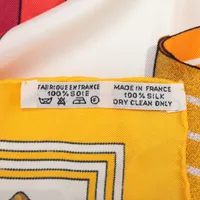 FABRIQUE EN FRANCE
100% SOIE
MADE IN FRANCE
100% SILK
DRY CLEAN ONLY